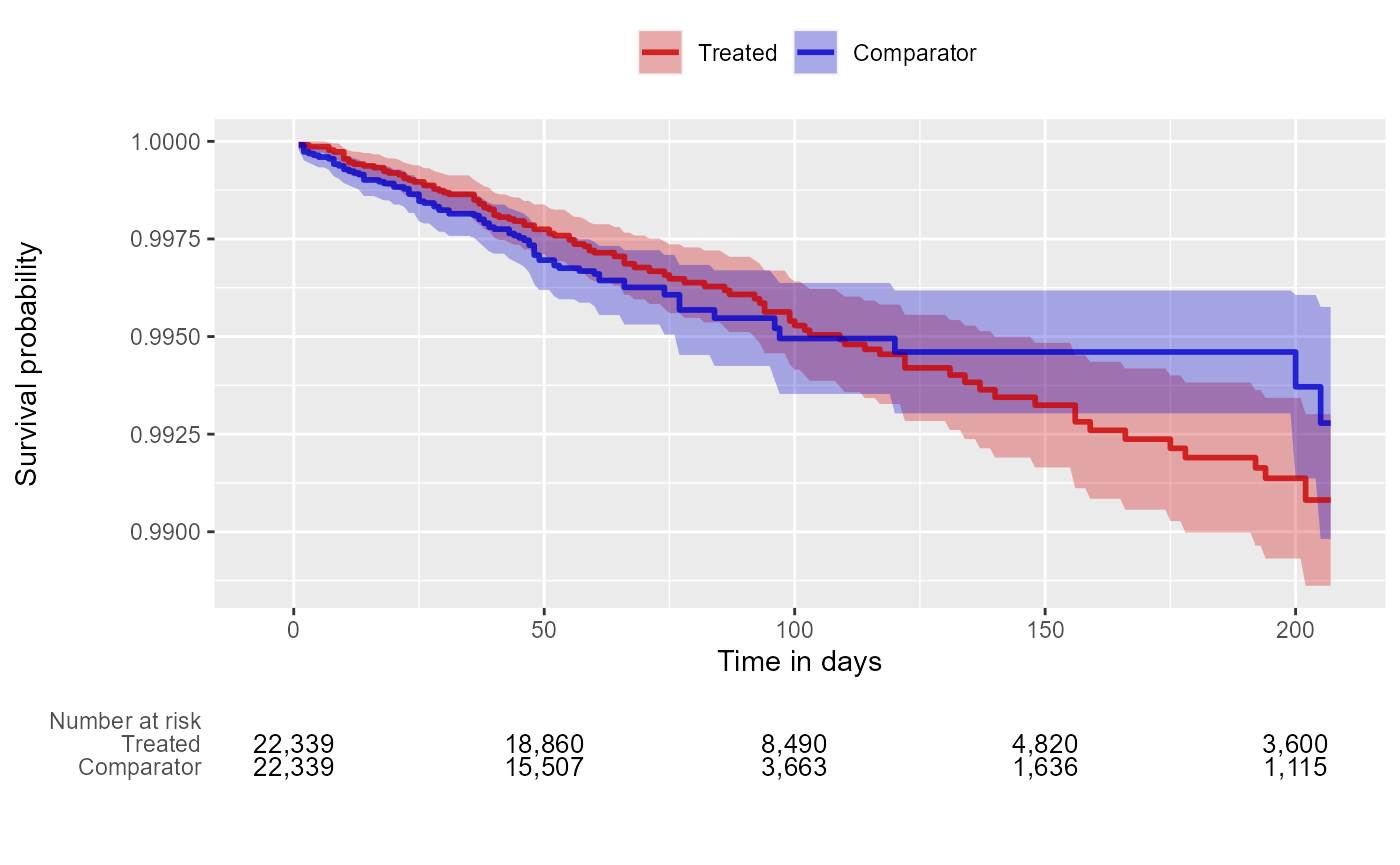 Treated Comparator
Survival probability
1.0000
0.9975
0.9950
0.9925
0.9900
0 50 100 150 200
Time in days
Number at risk
Treated 22,339 18,860 8,490 4,820 3,600
Comparator 22,339 15,507 3,663 1,636 1,115